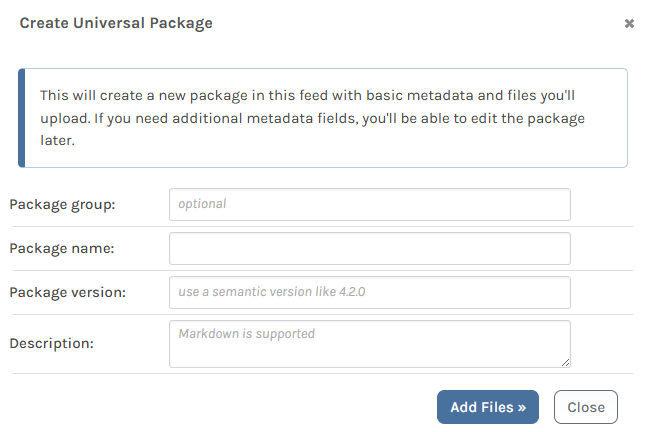 Create Universal Package
This will create a new package in this feed with basic metadata and files you'll
upload. If you need additional metadata fields, you'll be able to edit the package
later.
Package group:
optional
Package name:
Package version:
use a semantic version like 4.2.0
Description:
Markdown is supported
Add Files »
Close